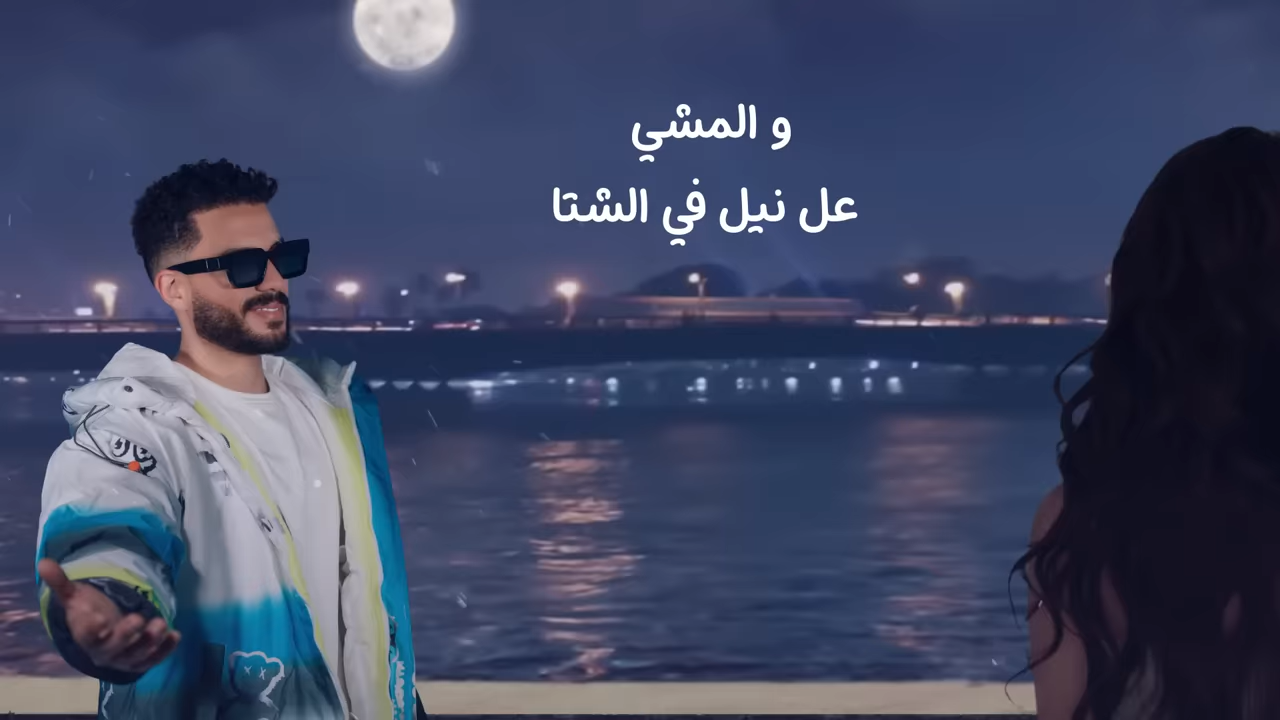 و المشي
عل نيل في الشتا